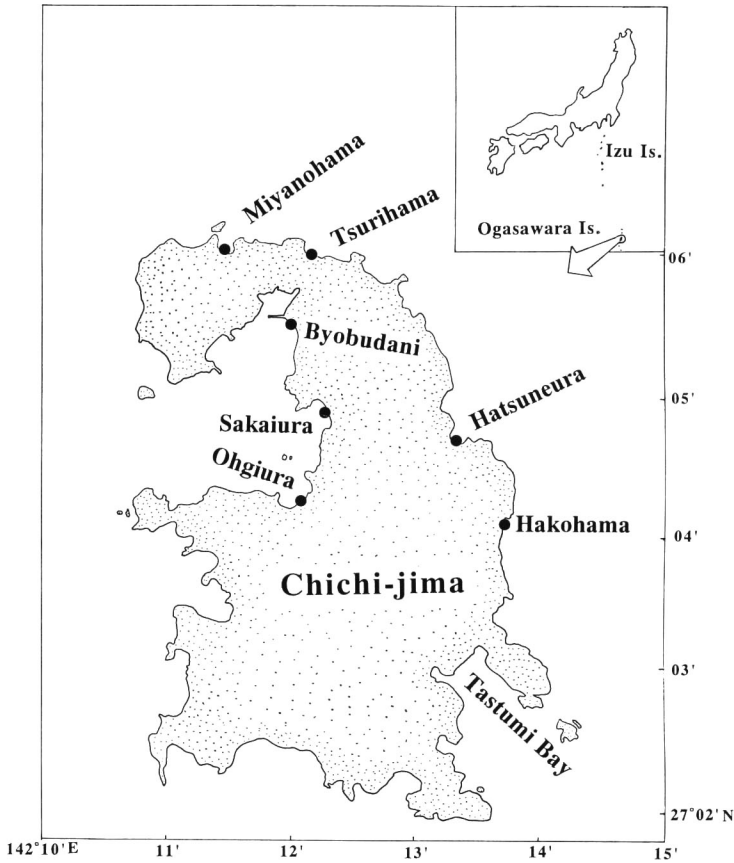 Izu Is.
Ogasawara Is.
Miyanohama
Tsurihama
06'
Byobudani
05'
Hatsuneura
Sakaiura
Ohgiura
Hakohama
04'
Chichi-jima
03'
Tastumi Bay
27°02'N
142°10'E
11'
12'
13'
14'
15'